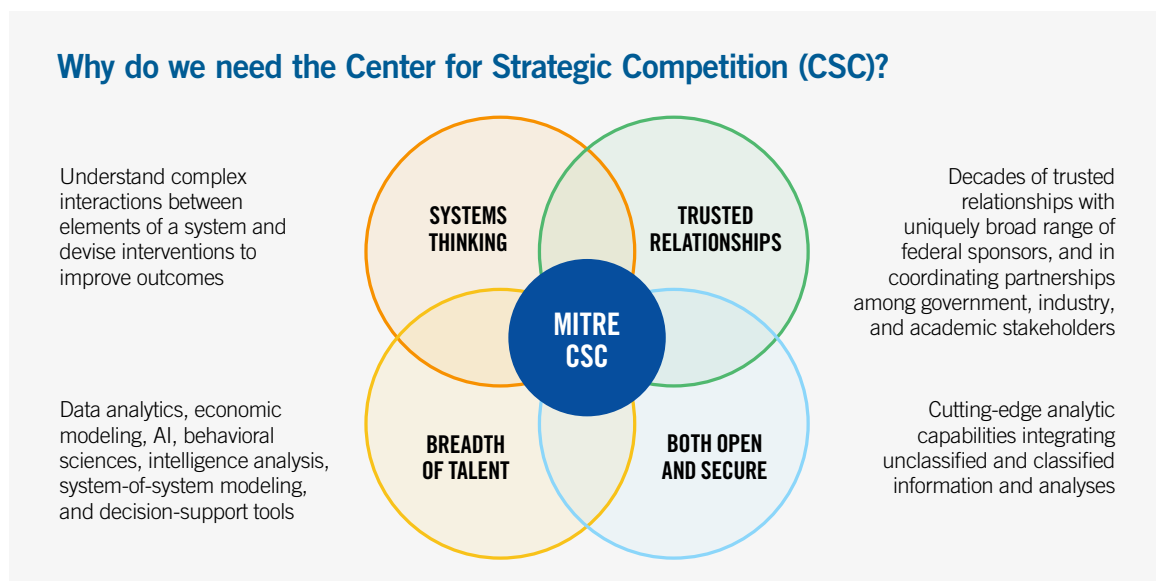 Why do we need the Center for Strategic Competition (CSC)?
Understand complex
interactions between
elements of a system and
devise interventions to
improve outcomes
SYSTEMS
THINKING
TRUSTED
RELATIONSHIPS
Decades of trusted
relationships with
uniquely broad range of
federal sponsors, and in
coordinating partnerships
among government, industry,
and academic stakeholders
MITRE
CSC
Data analytics, economic
modeling, AI, behavioral
sciences, intelligence analysis,
system-of-system modeling,
and decision-support tools
BREADTH
OF TALENT
BOTH OPEN
AND SECURE
Cutting-edge analytic
capabilities integrating
unclassified and classified
information and analyses